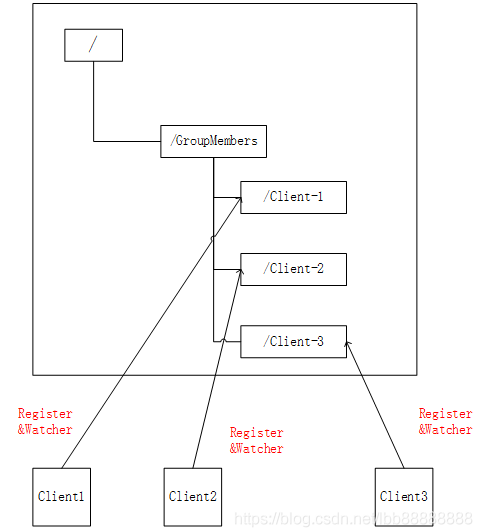 /
/GroupMembers
/Client-1
/Client-2
/Client-3
Register
&Watcher
Register
&Watcher
Register
&Watcher
Client1
Client2
Client3
https://blog.csdn.net/lbb88888888